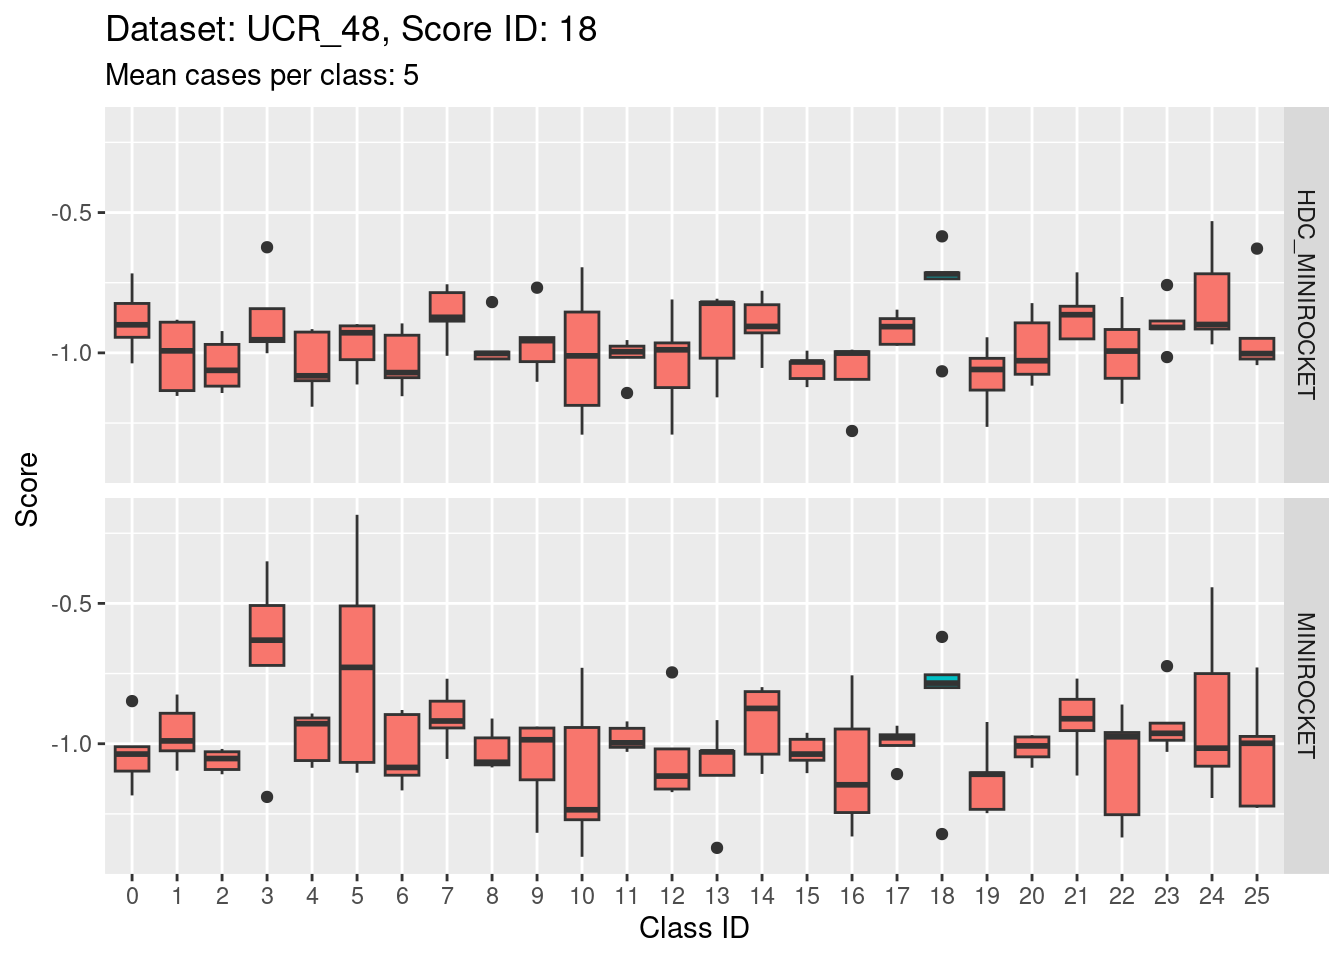 Dataset: UCR_48, Score ID: 18
Mean cases per class: 5
-0.5
-1.0
HDC_MINIROCKET
Score
-0.5
-1.0
MINIROCKET
0 1 2 3 4 5 6 7 8 9 10 11 12 13 14 15 16 17 18 19 20 21 22 23 24 25
Class ID